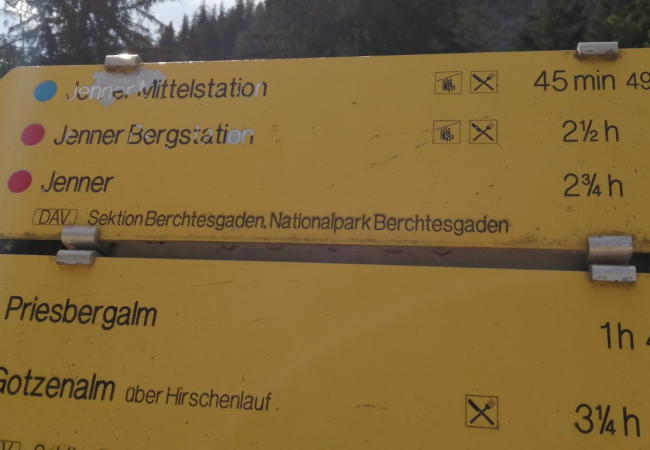 Jenner Mittelstation 45 min 49
Jenner Bergstation 2½ h
Jenner 2¾ h
DAV Sektion Berchtesgaden, Nationalpark Berchtesgaden
Priesbergalm 1h
Gotzenalm über Hirschenlauf 3¼ h